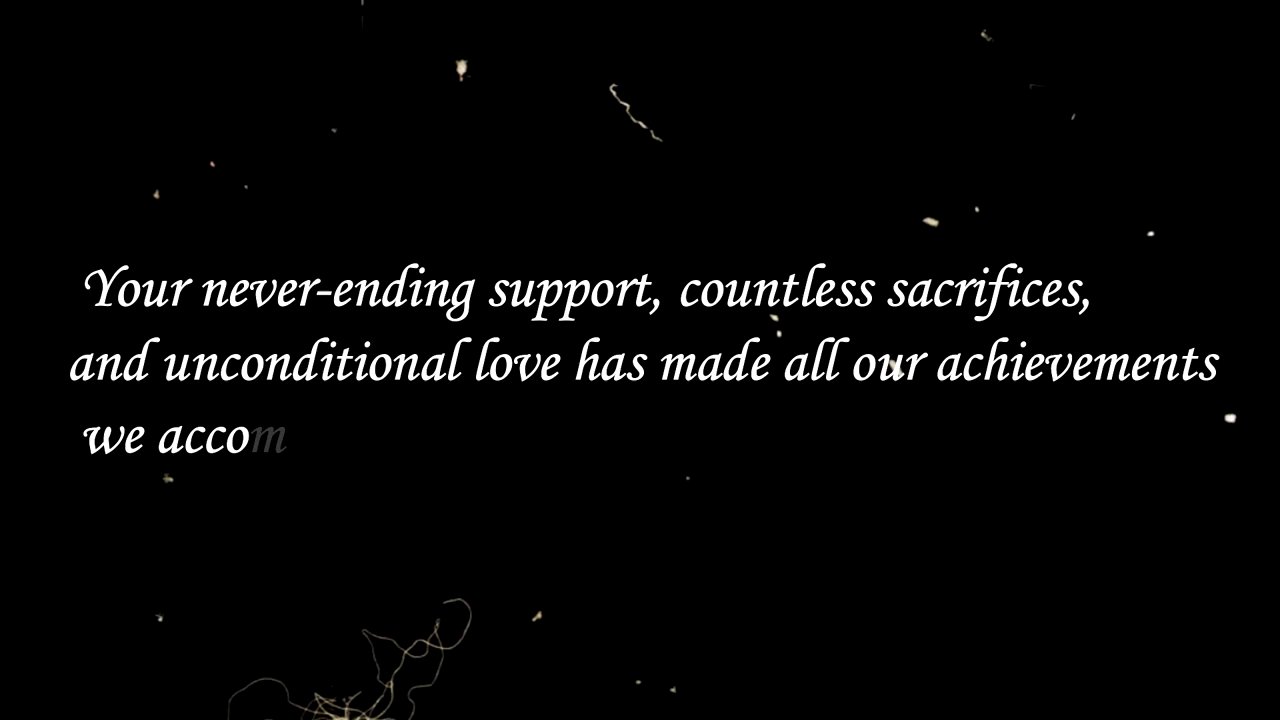 Your never-ending support, countless sacrifices,
and unconditional love has made all our achievements
we accom